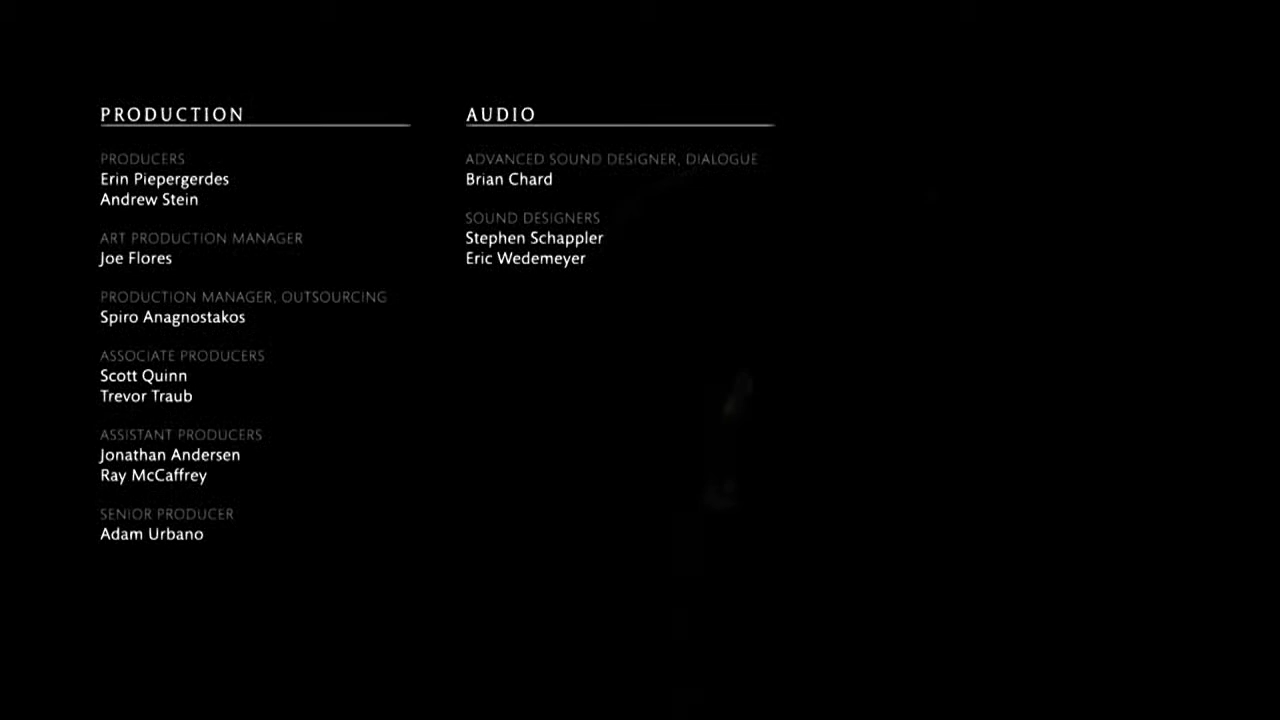 PRODUCTION
PRODUCERS
Erin Piepergerdes
Andrew Stein
ART PRODUCTION MANAGER
Joe Flores
PRODUCTION MANAGER, OUTSOURCING
Spiro Anagnostakos
ASSOCIATE PRODUCERS
Scott Quinn
Trevor Traub
ASSISTANT PRODUCERS
Jonathan Andersen
Ray McCaffrey
SENIOR PRODUCER
Adam Urbano
AUDIO
ADVANCED SOUND DESIGNER, DIALOGUE
Brian Chard
SOUND DESIGNERS
Stephen Schappler
Eric Wedemeyer